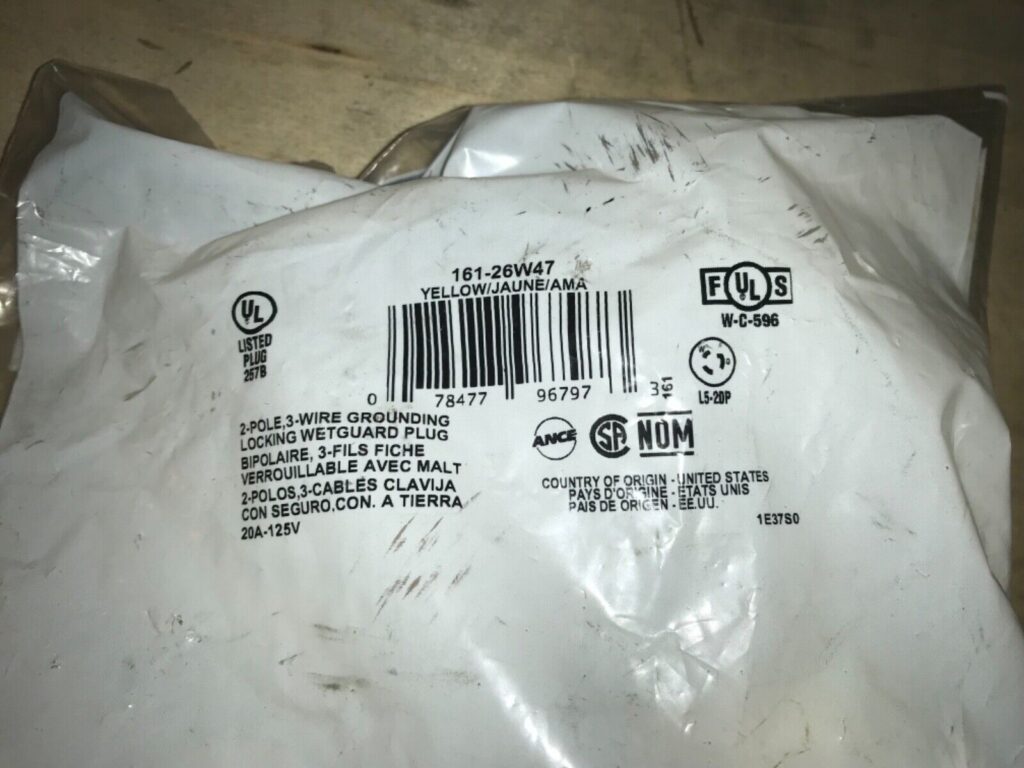 161-26W47
YELLOW/JAUNE/AMA
UL
LISTED
PLUG
257B
0 78477 96797 3
161
F UL S
W-C-596
L5-20P
2-POLE,3-WIRE GROUNDING
LOCKING WETGUARD PLUG
BIPOLAIRE, 3-FILS FICHE
VERROUILLABLE AVEC MALT
2-POLOS,3-CABLES CLAVIJA
CON SEGURO,CON. A TIERRA
20A-125V
ANCE
SA
NOM
COUNTRY OF ORIGIN - UNITED STATES
PAYS D'ORIGINE - ETATS UNIS
PAIS DE ORIGEN - EE.UU.
1E37S0